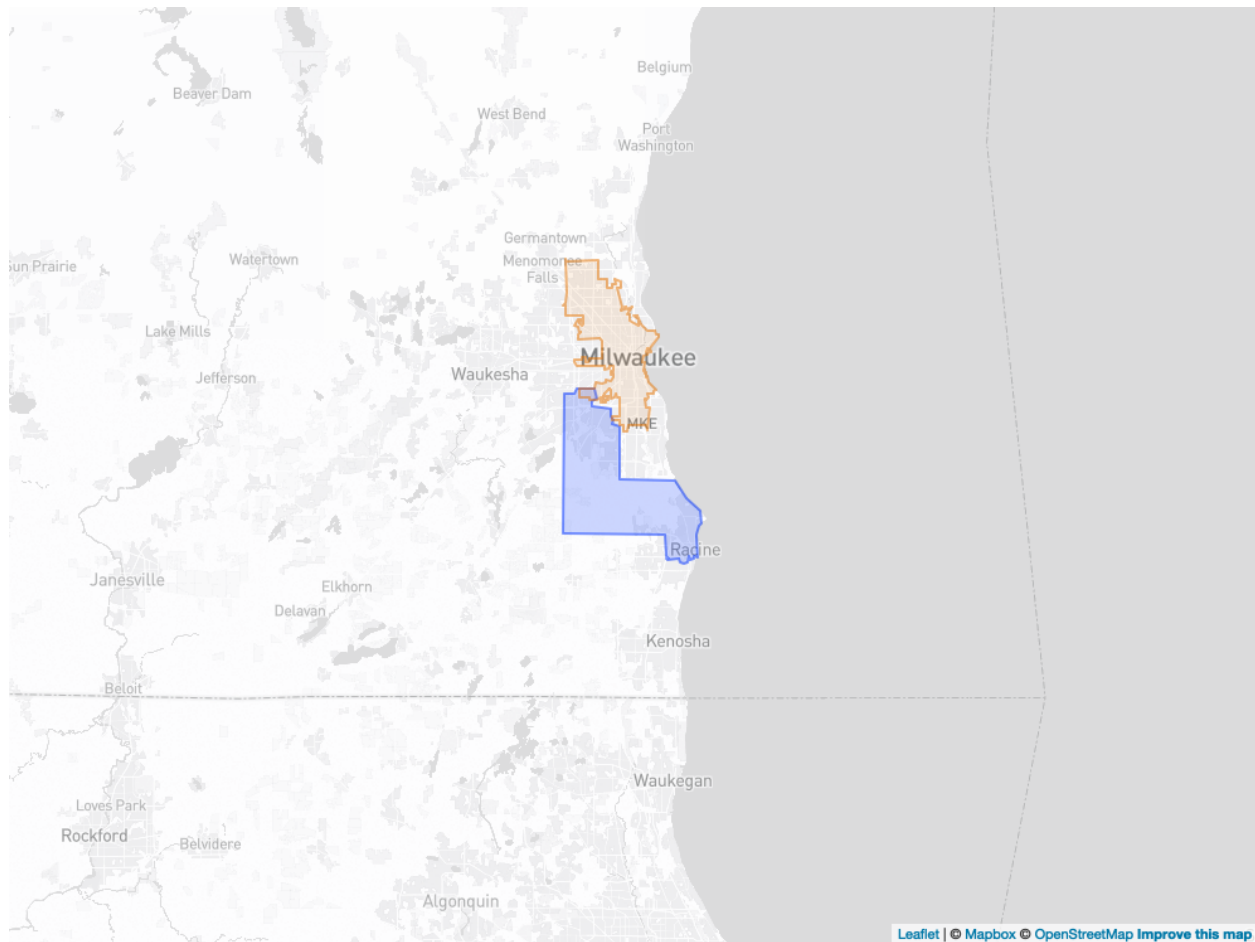 Belgium
Beaver Dam
West Bend
Port
Washington
Germantown
Menomonee
Falls
Watertown
un Prairie
Lake Mills
Milwaukee
Waukesha
Jefferson
MKE
Racine
Janesville
Elkhorn
Delavan
Kenosha
Beloit
Waukegan
Loves Park
Rockford
Belvidere
Algonquin
Leaflet | © Mapbox © OpenStreetMap Improve this map